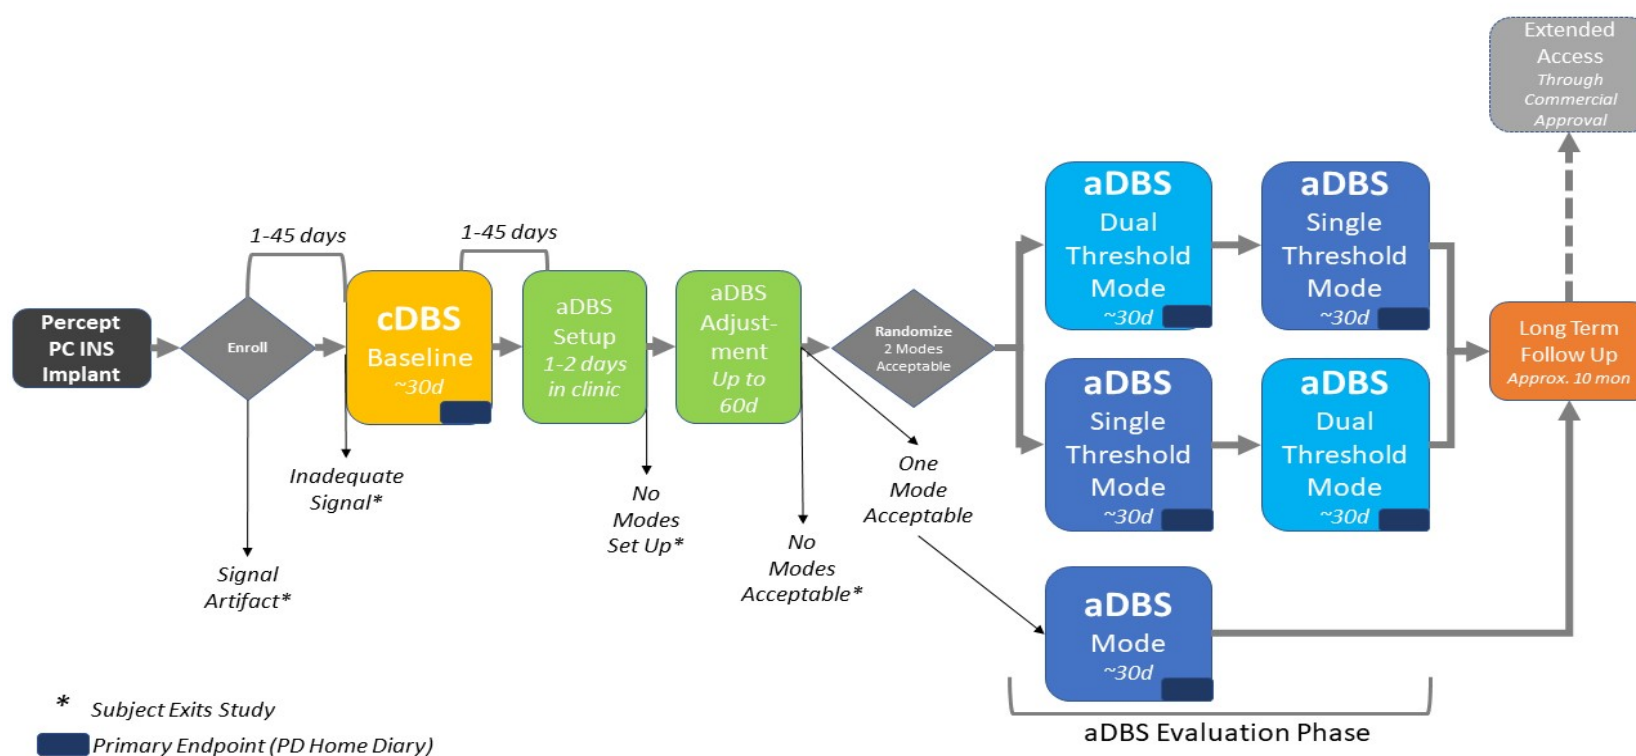 Percept
PC INS
Implant
Enroll
1-45 days
Signal
Artifact*
Inadequate
Signal*
cDBS
Baseline
~30d
1-45 days
aDBS
Setup
1-2 days
in clinic
No
Modes
Set Up*
aDBS
Adjust-
ment
Up to
60d
No
Modes
Acceptable*
One
Mode
Acceptable
Randomize
2 Modes
Acceptable
aDBS
Dual
Threshold
Mode
~30d
aDBS
Single
Threshold
Mode
~30d
aDBS
Single
Threshold
Mode
~30d
aDBS
Dual
Threshold
Mode
~30d
aDBS
Mode
~30d
aDBS Evaluation Phase
Long Term
Follow Up
Approx. 10 mon
Extended
Access
Through
Commercial
Approval
* Subject Exits Study
Primary Endpoint (PD Home Diary)